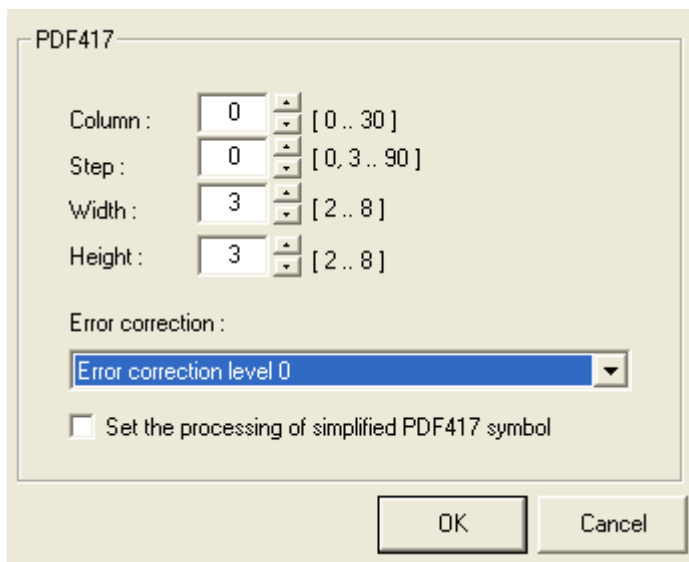 PDF417
Column : 0 [ 0 .. 30 ]
Step : 0 [ 0, 3 .. 90 ]
Width : 3 [ 2 .. 8 ]
Height : 3 [ 2 .. 8 ]
Error correction :
Error correction level 0
Set the processing of simplified PDF417 symbol
OK Cancel